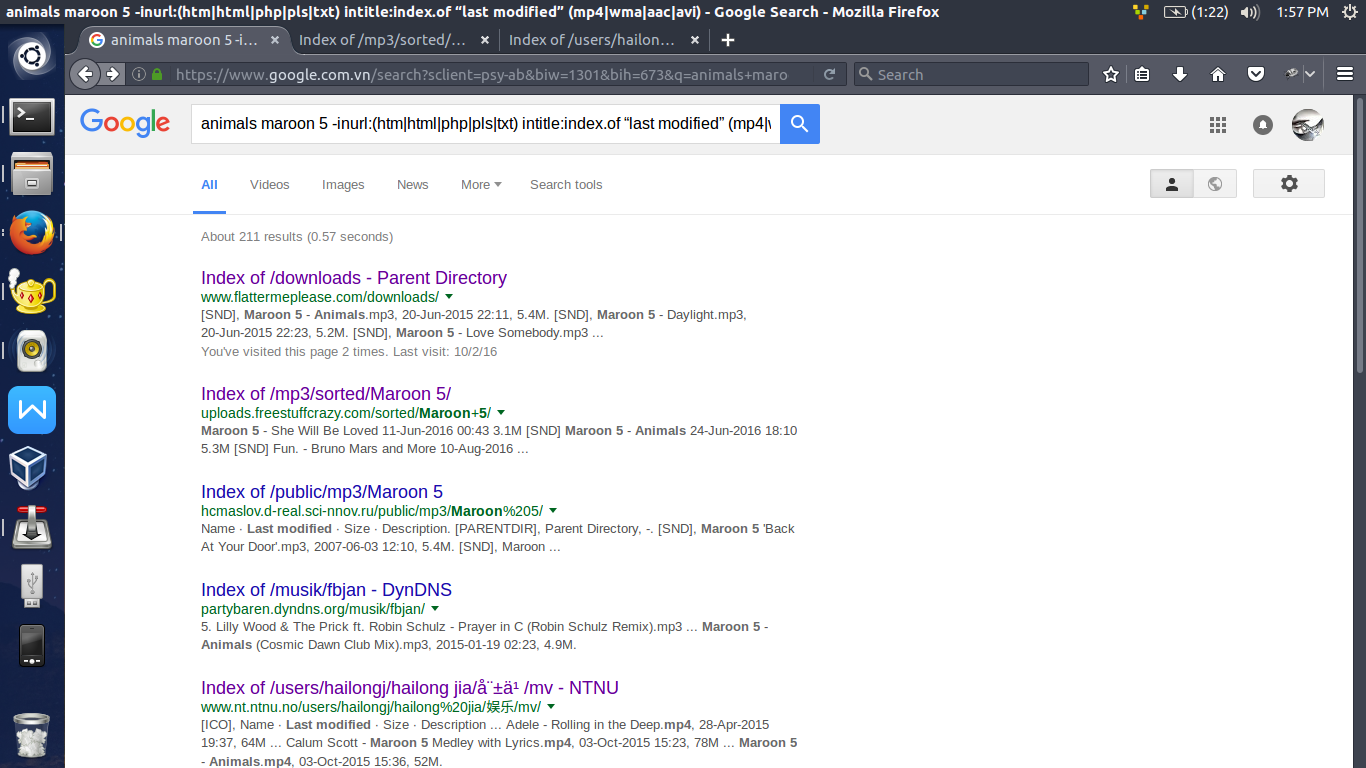 animals maroon 5 -inurl:(htm|html|php|pls|txt) intitle:index.of “last modified” (mp4|wma|aac|avi) - Google Search - Mozilla Firefox
(1:22)
1:57 PM
animals maroon 5 -i...
Index of /mp3/sorted/...
Index of /users/hailon...
https://www.google.com.vn/search?sclient=psy-ab&biw=1301&bih=673&q=animals+maro
Search
Google
animals maroon 5 -inurl:(htm|html|php|pls|txt) intitle:index.of “last modified” (mp4|
All
Videos
Images
News
More
Search tools
About 211 results (0.57 seconds)
Index of /downloads - Parent Directory
www.flattermeplease.com/downloads/
[SND], Maroon 5 - Animals.mp3, 20-Jun-2015 22:11, 5.4M. [SND], Maroon 5 - Daylight.mp3,
20-Jun-2015 22:23, 5.2M. [SND], Maroon 5 - Love Somebody.mp3 ...
You've visited this page 2 times. Last visit: 10/2/16
Index of /mp3/sorted/Maroon 5/
uploads.freestuffcrazy.com/sorted/Maroon+5/
Maroon 5 - She Will Be Loved 11-Jun-2016 00:43 3.1M [SND] Maroon 5 - Animals 24-Jun-2016 18:10
5.3M [SND] Fun. - Bruno Mars and More 10-Aug-2016 ...
Index of /public/mp3/Maroon 5
hcmaslov.d-real.sci-nnov.ru/public/mp3/Maroon%205/
Name · Last modified · Size · Description. [PARENTDIR], Parent Directory, -. [SND], Maroon 5 'Back
At Your Door'.mp3, 2007-06-03 12:10, 5.4M. [SND], Maroon ...
Index of /musik/fbjan - DynDNS
partybaren.dyndns.org/musik/fbjan/
5. Lilly Wood & The Prick ft. Robin Schulz - Prayer in C (Robin Schulz Remix).mp3 ... Maroon 5 -
Animals (Cosmic Dawn Club Mix).mp3, 2015-01-19 02:23, 4.9M.
Index of /users/hailongj/hailong jia/å¨±ä¹ /mv - NTNU
www.nt.ntnu.no/users/hailongj/hailong%20jia/娱乐/mv/
[ICO], Name · Last modified · Size · Description ... Adele - Rolling in the Deep.mp4, 28-Apr-2015
19:37, 64M ... Calum Scott - Maroon 5 Medley with Lyrics.mp4, 03-Oct-2015 15:23, 78M ... Maroon 5
- Animals.mp4, 03-Oct-2015 15:36, 52M.